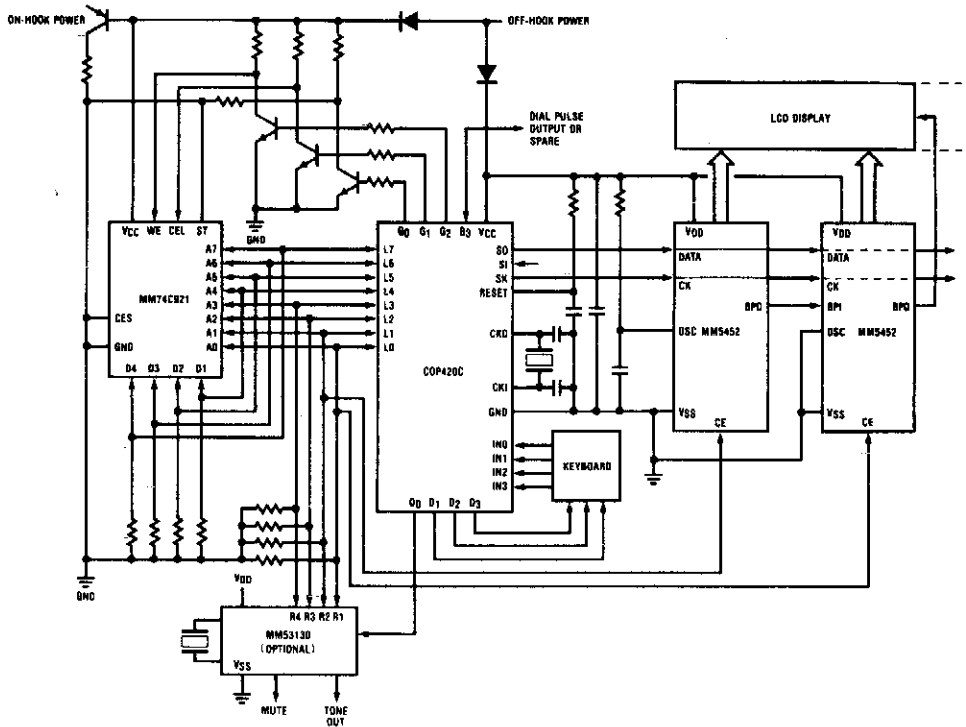 ON-HOOK POWER
OFF-HOOK POWER
DIAL PULSE
OUTPUT OR
SPARE
LCD DISPLAY
GND
VCC WE CEL ST
A7
A6
A5
A4
A3
A2
A1
A0
MM74C921
CES
GND
D4 D3 D2 D1
G0 G1 G2 B3 VCC
L7
L6
L5
L4
L3
L2
L1
L0
COP420C
SO
SI
SK
RESET
CKO
CKI
GND
IN0
IN1
IN2
IN3
D1 D2 D3
KEYBOARD
VDD
DATA
CK
BPO
OSC MM5452
VSS
CE
VDD
DATA
CK
BPI
BPO
OSC MM5452
VSS
CE
GND
VDD
R4 R3 R2 R1
MM5313D
(OPTIONAL)
VSS
MUTE
TONE
OUT